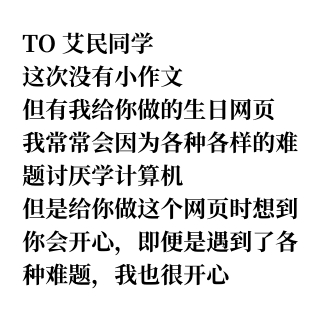 TO 艾民同学
这次没有小作文
但有我给你做的生日网页
我常常会因为各种各样的难
题讨厌学计算机
但是给你做这个网页时想到
你会开心，即便是遇到了各
种难题，我也很开心